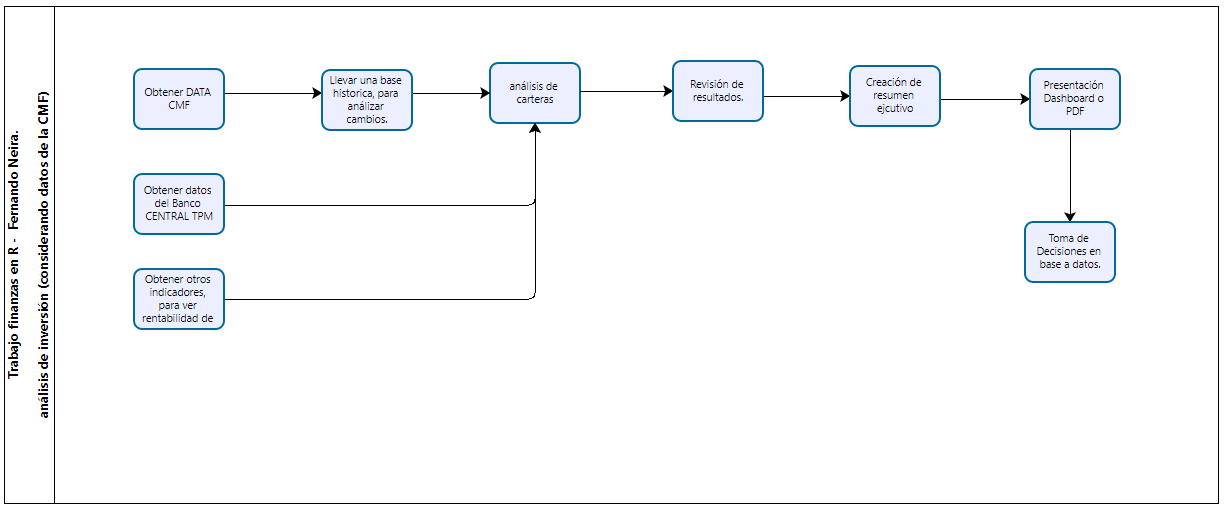 Trabajo finanzas en R - Fernando Neira.
análisis de inversión (considerando datos de la CMF)
Obtener DATA
CMF
Llevar una base
historica, para
análizar
cambios.
análisis de
carteras
Revisión de
resultados.
Creación de
resumen
ejcutivo
Presentación
Dashboard o
PDF
Obtener datos
del Banco
CENTRAL TPM
Toma de
Decisiones en
base a datos.
Obtener otros
indicadores,
para ver
rentabilidad de